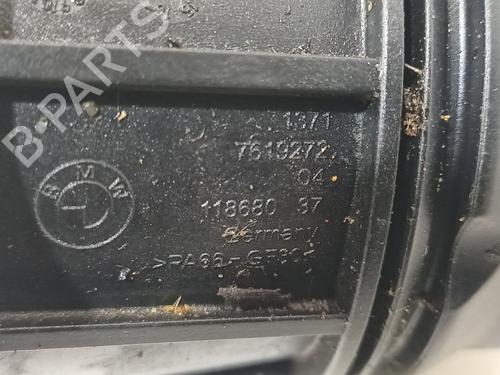 B-PARTS
1371
7619272
04
BMW
118680 37
Germany
>PA66-GF30<